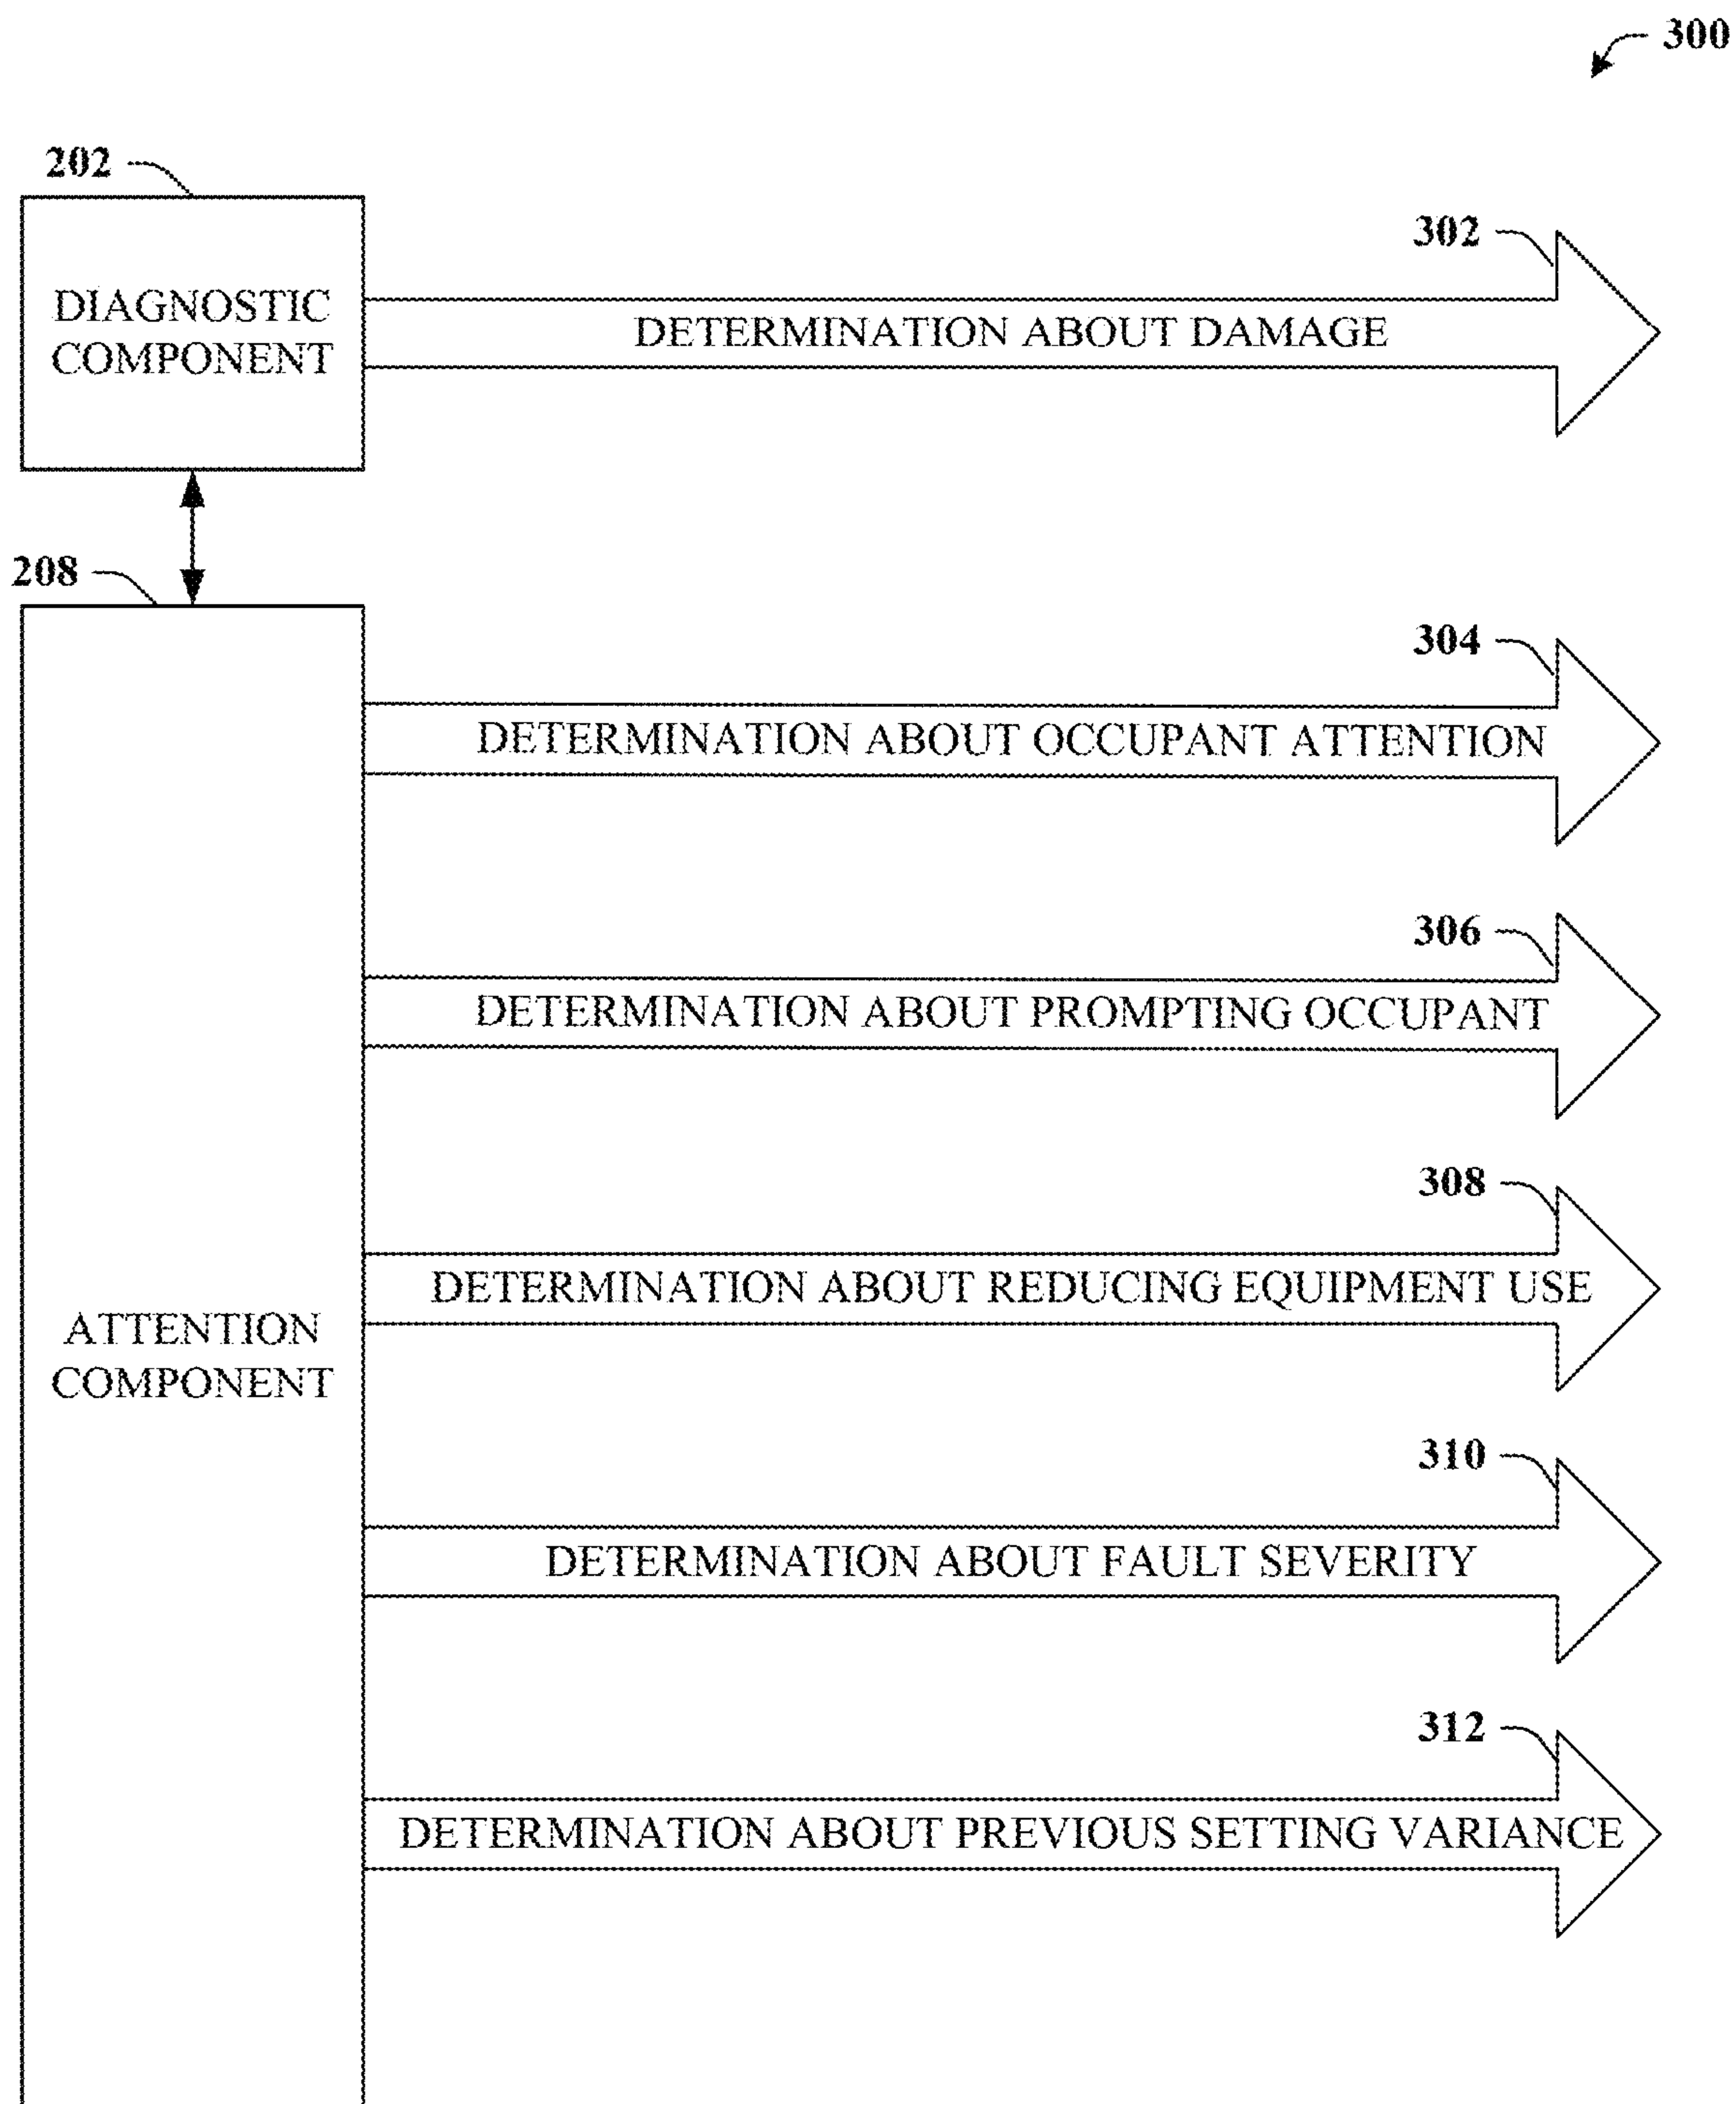 300
202
DIAGNOSTIC
COMPONENT
302
DETERMINATION ABOUT DAMAGE
208
ATTENTION
COMPONENT
304
DETERMINATION ABOUT OCCUPANT ATTENTION
306
DETERMINATION ABOUT PROMPTING OCCUPANT
308
DETERMINATION ABOUT REDUCING EQUIPMENT USE
310
DETERMINATION ABOUT FAULT SEVERITY
312
DETERMINATION ABOUT PREVIOUS SETTING VARIANCE